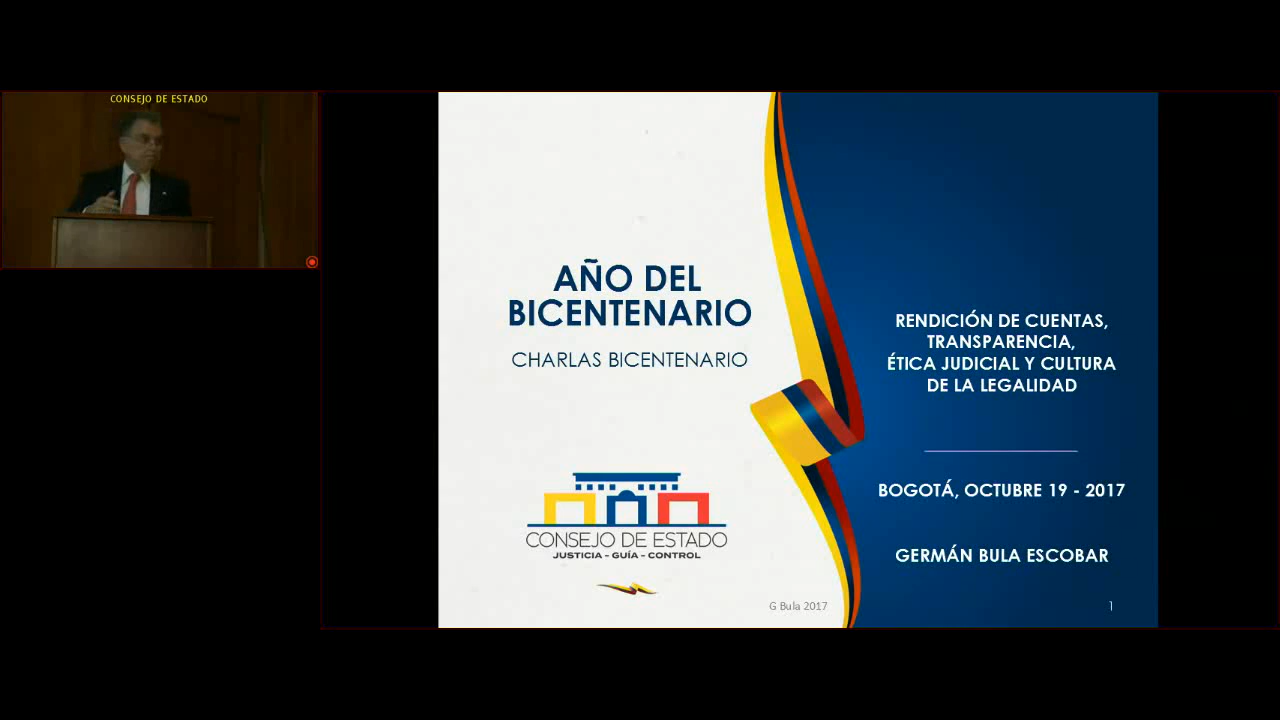 CONSEJO DE ESTADO
AÑO DEL
BICENTENARIO
CHARLAS BICENTENARIO
CONSEJO DE ESTADO
JUSTICIA - GUÍA - CONTROL
G Bula 2017
RENDICIÓN DE CUENTAS,
TRANSPARENCIA,
ÉTICA JUDICIAL Y CULTURA
DE LA LEGALIDAD
BOGOTÁ, OCTUBRE 19 - 2017
GERMÁN BULA ESCOBAR
1